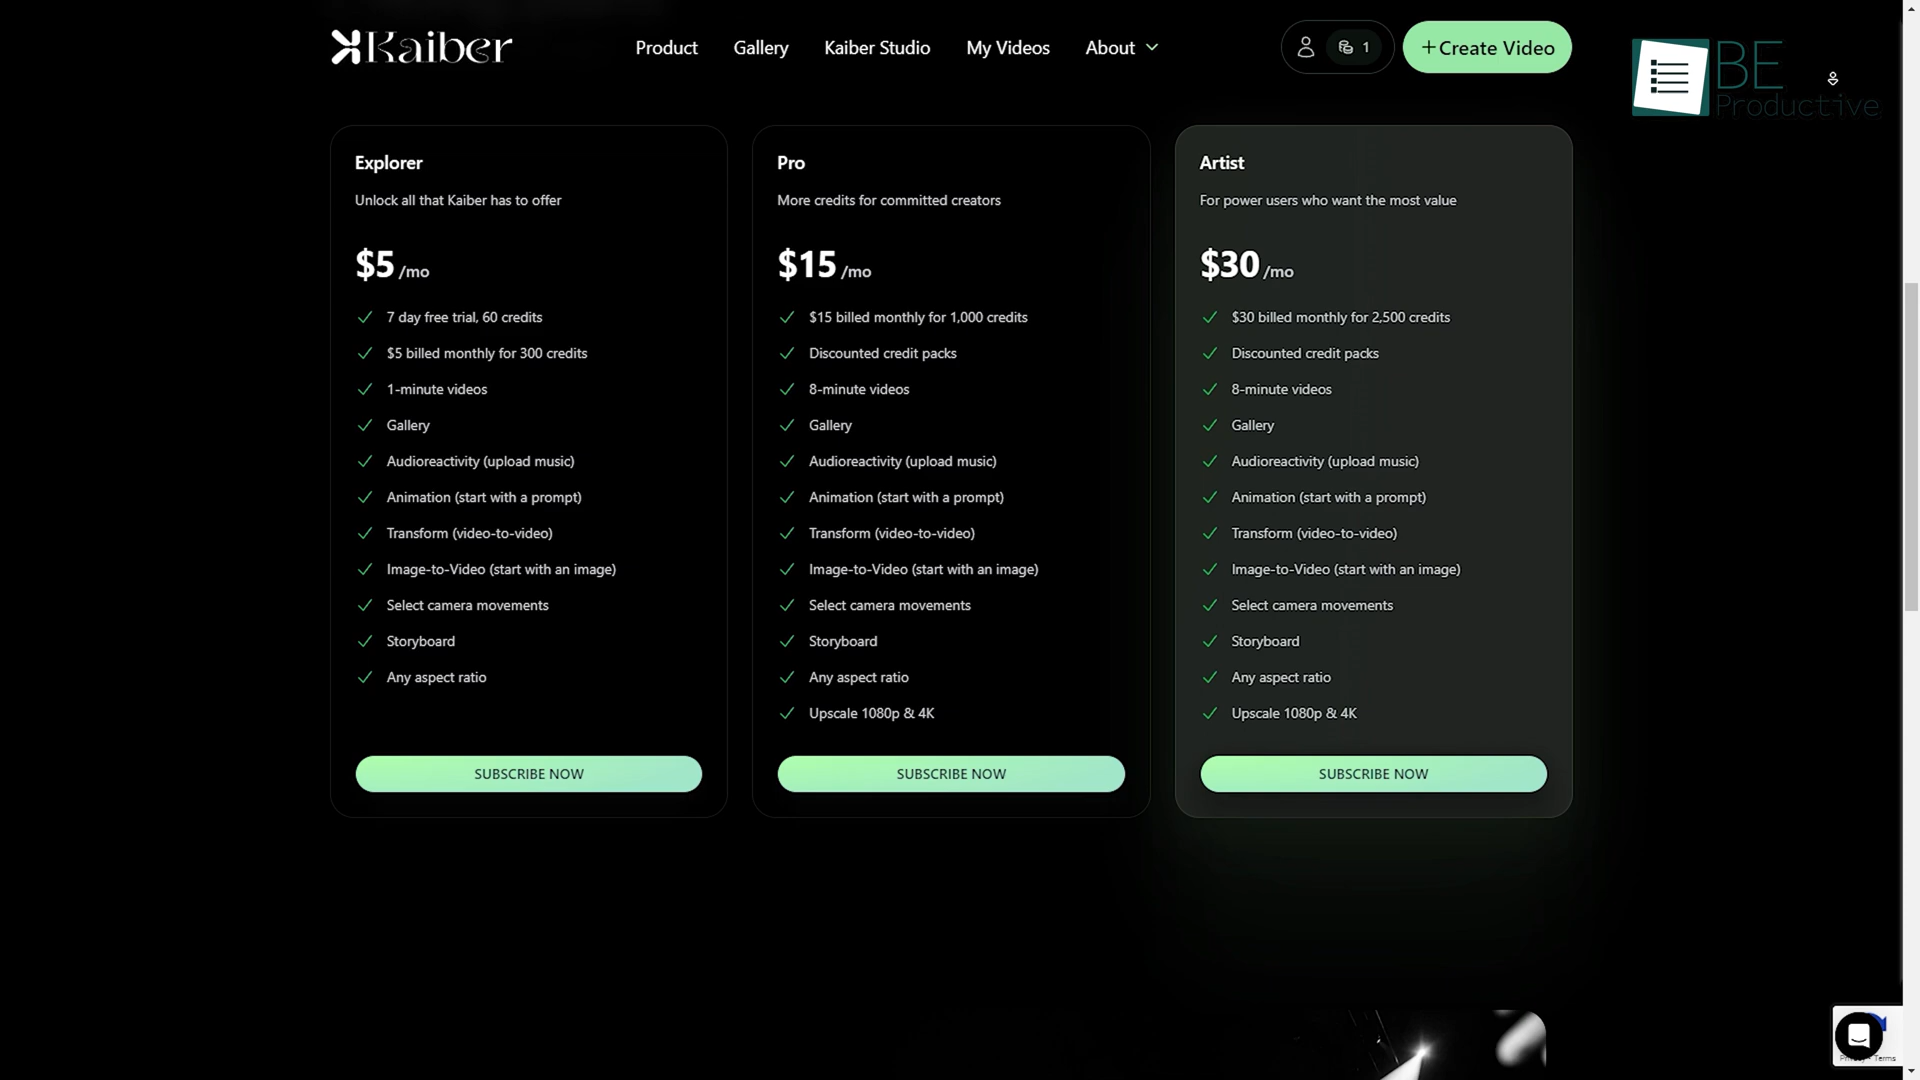 Kaiber
Product
Gallery
Kaiber Studio
My Videos
About
1
+Create Video
BE
Productive
Explorer
Unlock all that Kaiber has to offer
$5 /mo
7 day free trial, 60 credits
$5 billed monthly for 300 credits
1-minute videos
Gallery
Audioreactivity (upload music)
Animation (start with a prompt)
Transform (video-to-video)
Image-to-Video (start with an image)
Select camera movements
Storyboard
Any aspect ratio
SUBSCRIBE NOW
Pro
More credits for committed creators
$15 /mo
$15 billed monthly for 1,000 credits
Discounted credit packs
8-minute videos
Gallery
Audioreactivity (upload music)
Animation (start with a prompt)
Transform (video-to-video)
Image-to-Video (start with an image)
Select camera movements
Storyboard
Any aspect ratio
Upscale 1080p & 4K
SUBSCRIBE NOW
Artist
For power users who want the most value
$30 /mo
$30 billed monthly for 2,500 credits
Discounted credit packs
8-minute videos
Gallery
Audioreactivity (upload music)
Animation (start with a prompt)
Transform (video-to-video)
Image-to-Video (start with an image)
Select camera movements
Storyboard
Any aspect ratio
Upscale 1080p & 4K
SUBSCRIBE NOW
Terms